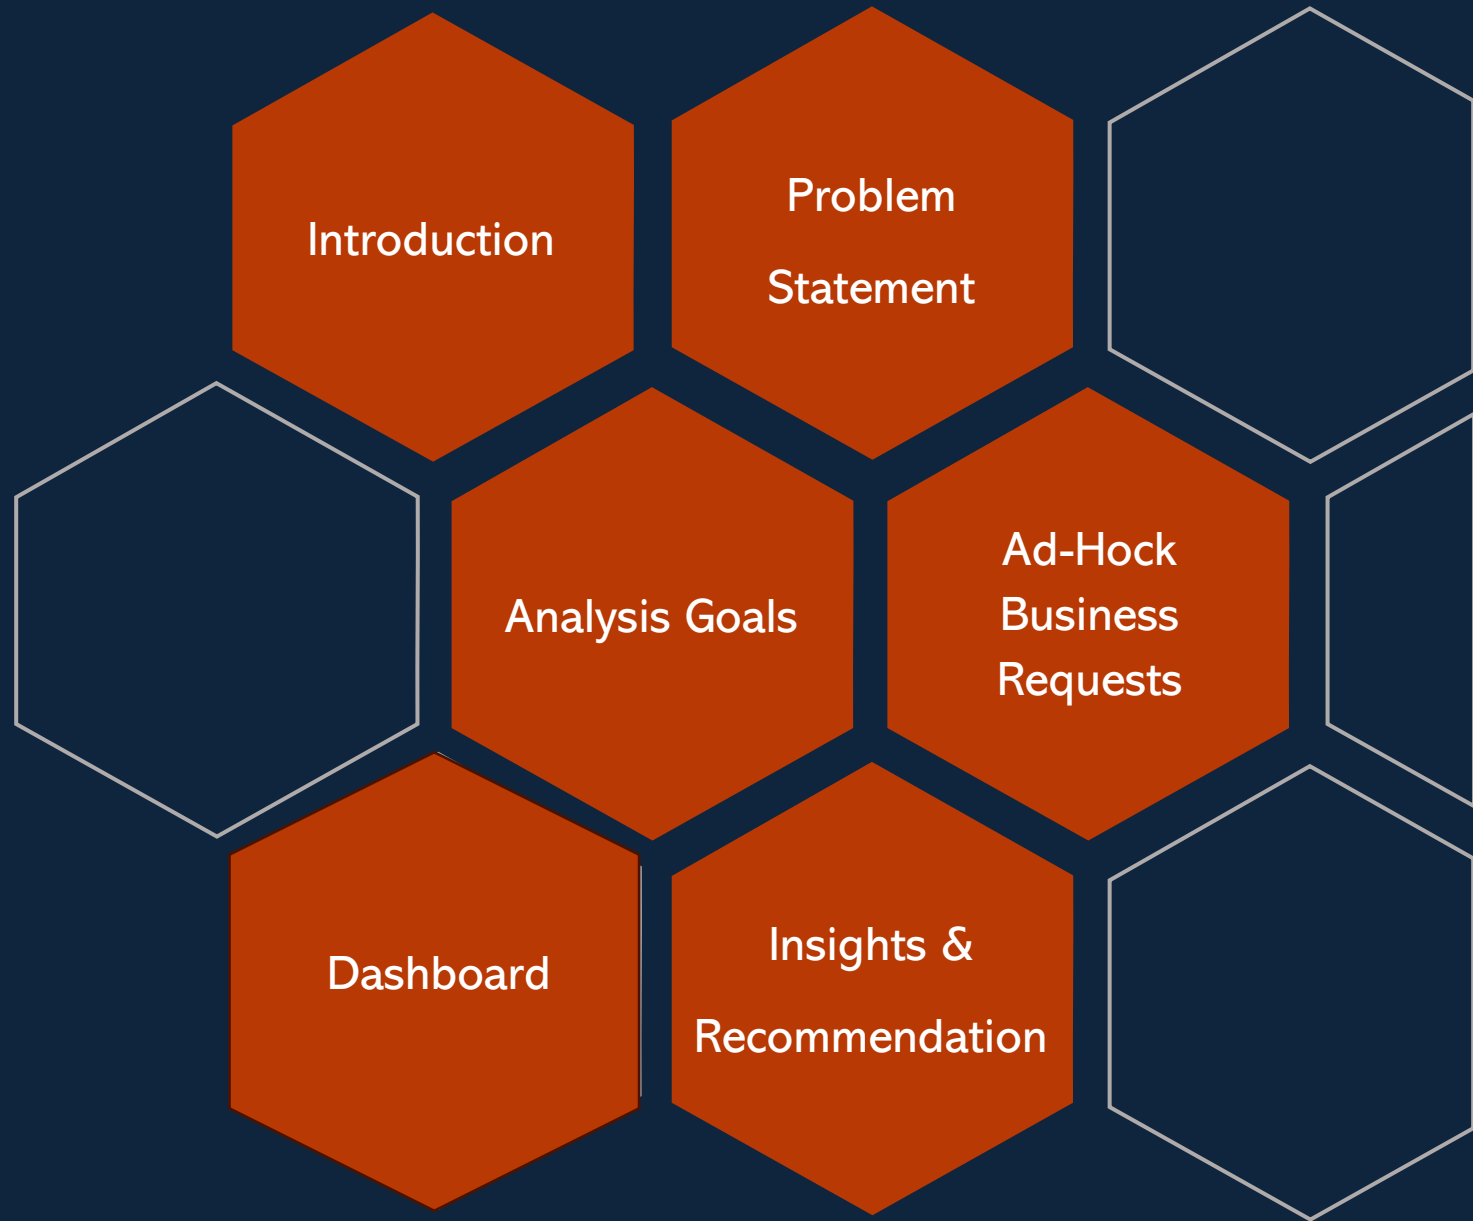 Introduction
Problem
Statement
Analysis Goals
Ad-Hock
Business
Requests
Dashboard
Insights &
Recommendation